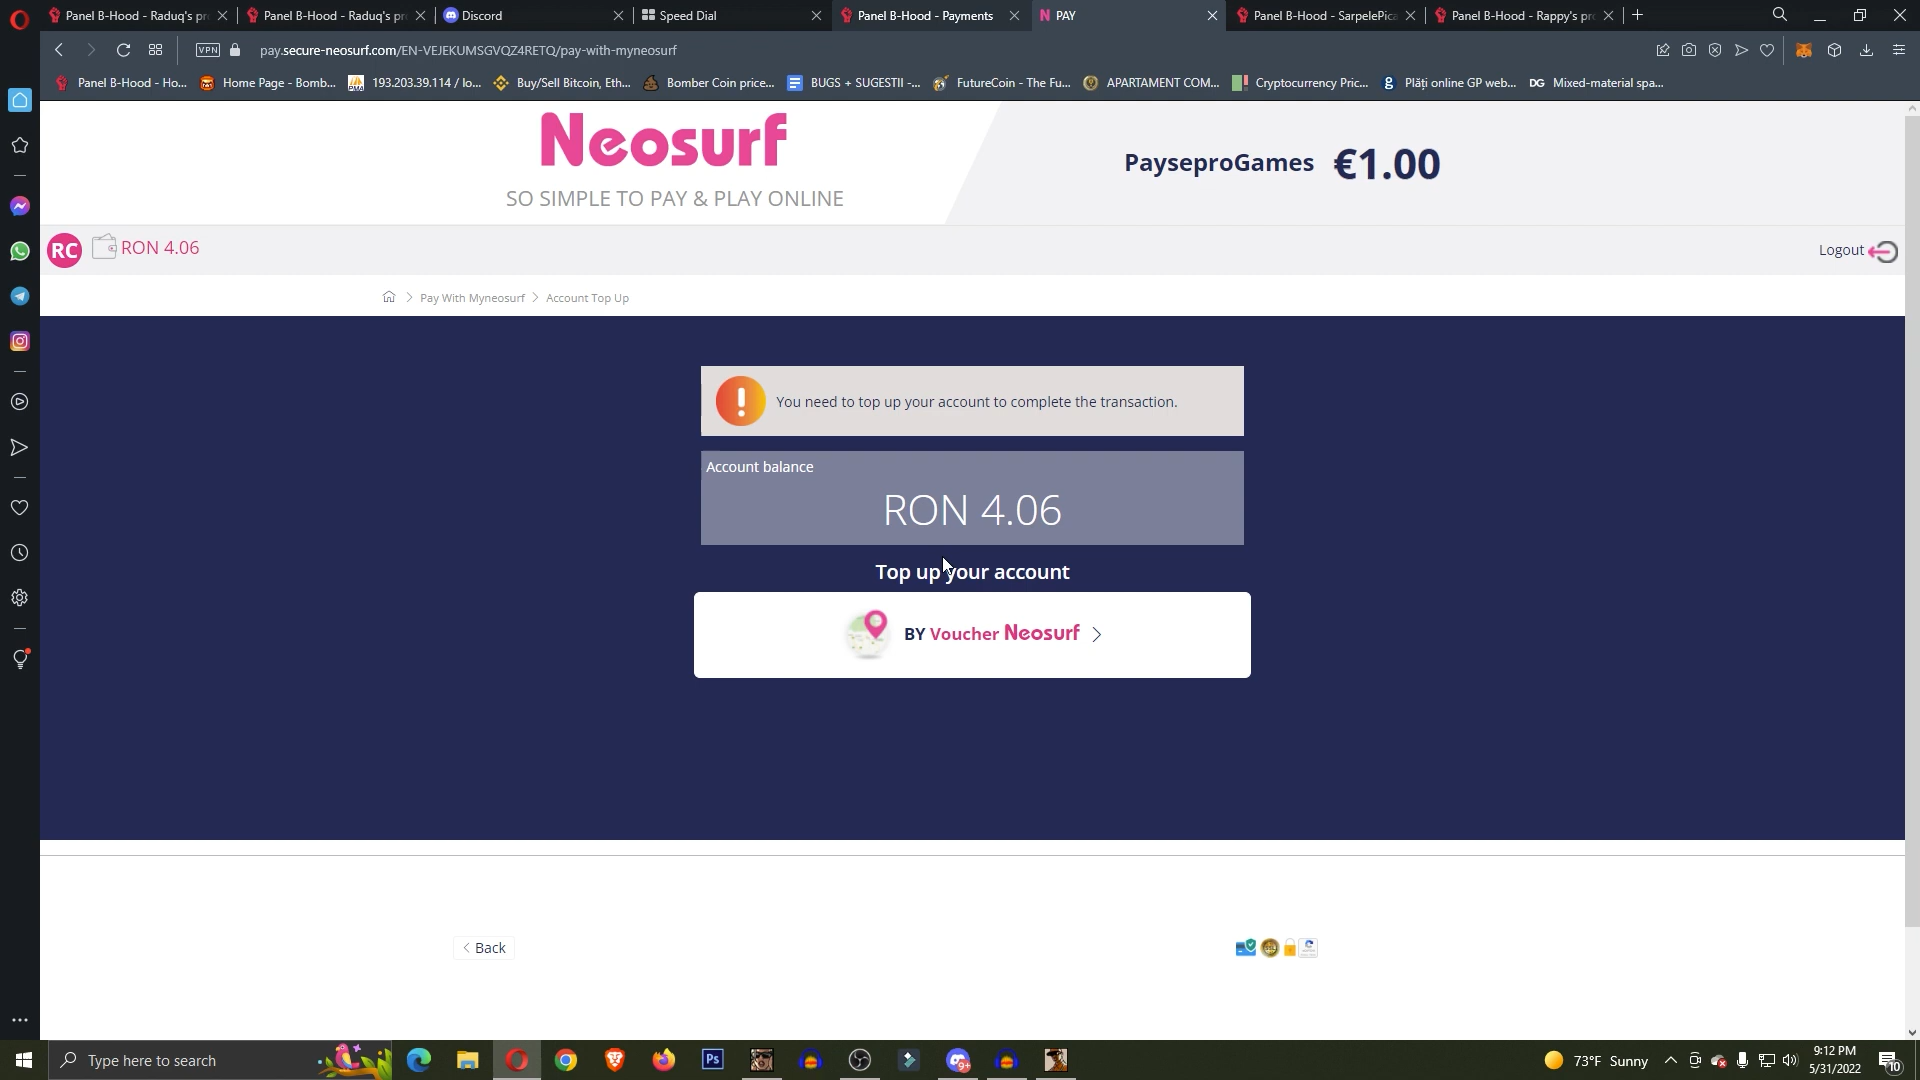 Panel B-Hood - Raduq's pr
Panel B-Hood - Raduq's pr
Discord
Speed Dial
Panel B-Hood - Payments
N PAY
Panel B-Hood - SarpelePica
Panel B-Hood - Rappy's pr
VPN
pay.secure-neosurf.com/EN-VEJEKUMSGVQZ4RETQ/pay-with-myneosurf
Panel B-Hood - Ho...
Home Page - Bomb...
193.203.39.114 / lo...
Buy/Sell Bitcoin, Eth...
Bomber Coin price...
BUGS + SUGESTII -...
FutureCoin - The Fu...
APARTAMENT COM...
Cryptocurrency Pric...
Plăți online GP web...
DG Mixed-material spa...
Neosurf
SO SIMPLE TO PAY & PLAY ONLINE
PayseproGames €1.00
RC RON 4.06
Logout
Pay With Myneosurf > Account Top Up
You need to top up your account to complete the transaction.
Account balance
RON 4.06
Top up your account
BY Voucher Neosurf >
< Back
Type here to search
Ps
73°F Sunny
9:12 PM
5/31/2022
10